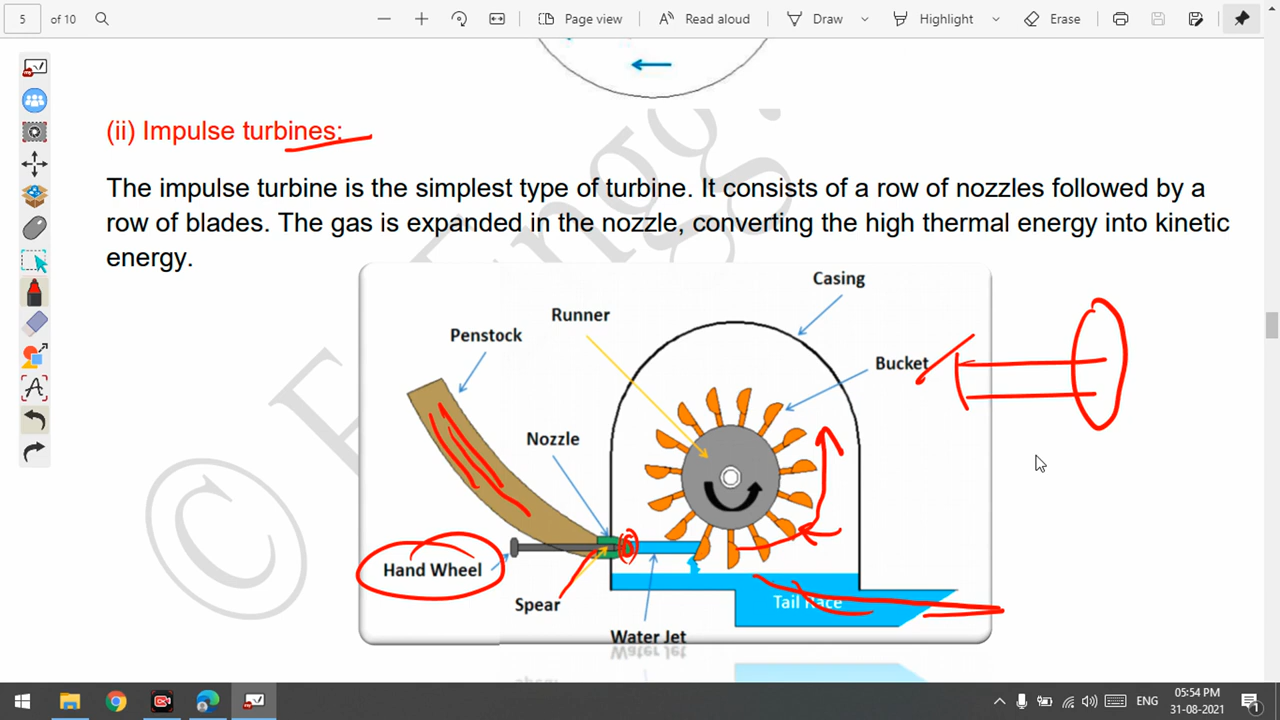 5 of 10 Page view Read aloud Draw Highlight Erase
(ii) Impulse turbines:
The impulse turbine is the simplest type of turbine. It consists of a row of nozzles followed by a
row of blades. The gas is expanded in the nozzle, converting the high thermal energy into kinetic
energy.
Casing
Runner
Penstock
Bucket
Nozzle
Hand Wheel
Spear
Tail Race
Water Jet
05:54 PM
ENG
31-08-2021